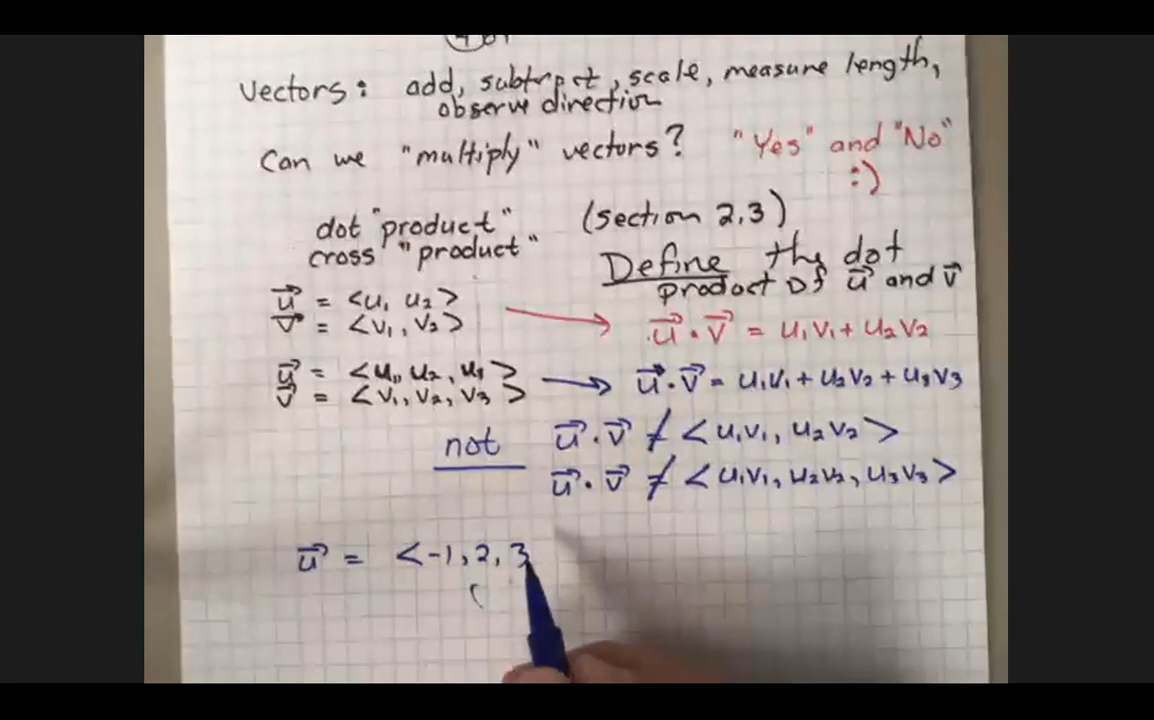 vectors: add, subtract, scale, measure length,
observe direction
Can we "multiply" vectors? "Yes" and "No"
:)
dot "product" (section 2.3)
cross "product"
Define the dot
product of u⃗ and v⃗
u⃗ = <u₁ u₂>
v⃗ = <v₁, v₂>
u⃗ · v⃗ = u₁v₁ + u₂v₂
u⃗ = <u₁, u₂, u₃>
v⃗ = <v₁, v₂, v₃>
u⃗ · v⃗ = u₁v₁ + u₂v₂ + u₃v₃
not u⃗ · v⃗ ≠ <u₁v₁, u₂v₂>
u⃗ · v⃗ ≠ <u₁v₁, u₂v₂, u₃v₃>
u⃗ = <-1, 2, 3
(